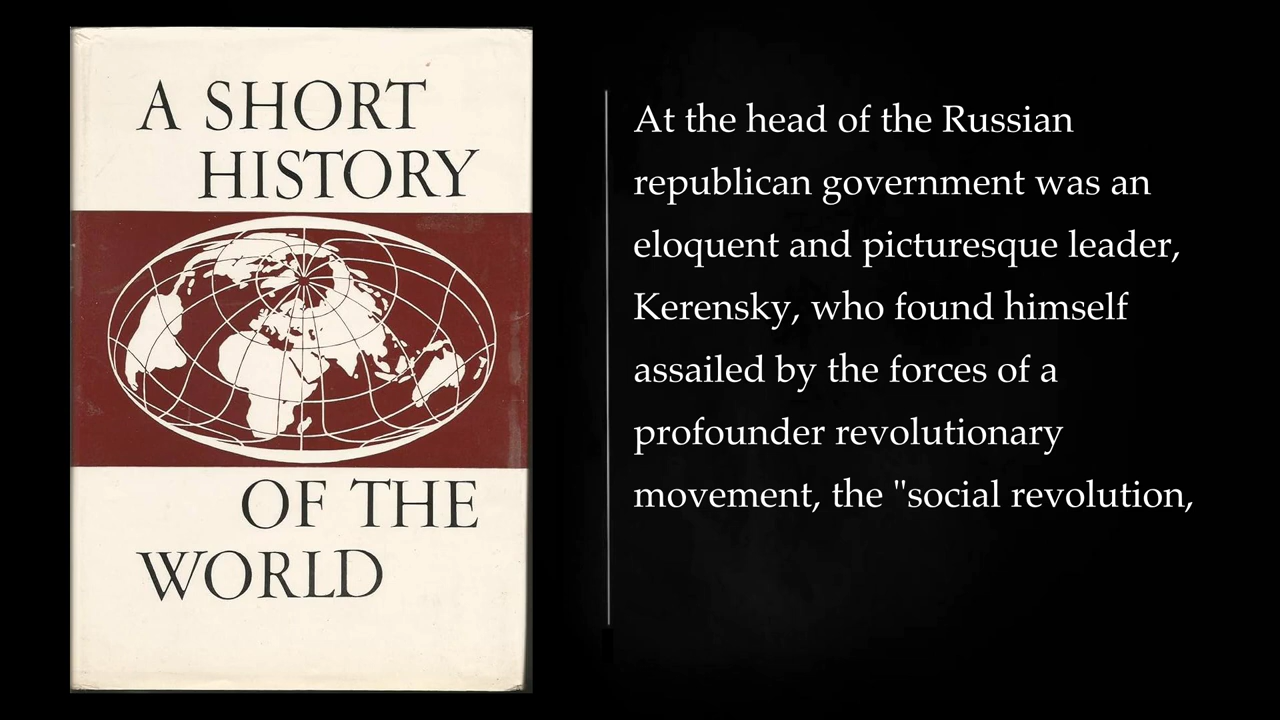 A SHORT
HISTORY
OF THE
WORLD
At the head of the Russian
republican government was an
eloquent and picturesque leader,
Kerensky, who found himself
assailed by the forces of a
profounder revolutionary
movement, the "social revolution,